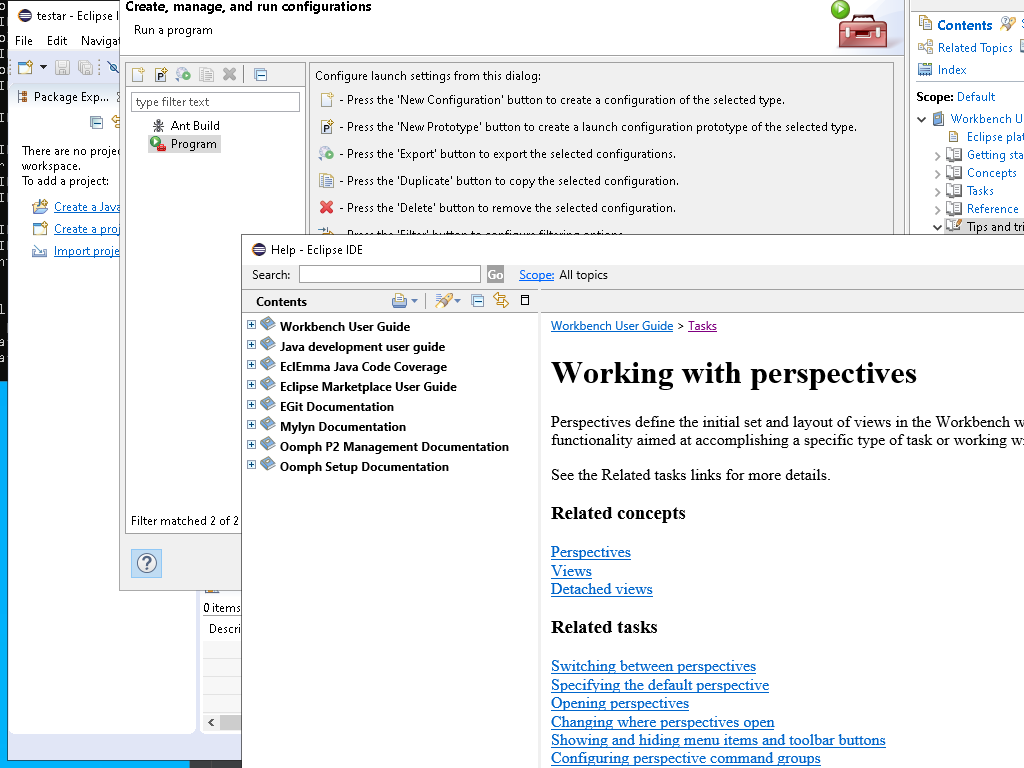 testar - Eclipse I
File Edit Navigat
Package Exp...
There are no projec
workspace.
To add a project:
Create a Java
Create a proj
Import proje
0 items
Descri
Create, manage, and run configurations
Run a program
type filter text
Ant Build
Program
Filter matched 2 of 2
Configure launch settings from this dialog:
- Press the 'New Configuration' button to create a configuration of the selected type.
- Press the 'New Prototype' button to create a launch configuration prototype of the selected type.
- Press the 'Export' button to export the selected configurations.
- Press the 'Duplicate' button to copy the selected configuration.
- Press the 'Delete' button to remove the selected configuration.
- Press the 'Filter' button to configure filtering options.
Contents
Related Topics
Index
Scope: Default
Workbench U
Eclipse plat
Getting sta
Concepts
Tasks
Reference
Tips and tri
Help - Eclipse IDE
Search:
Go
Scope: All topics
Contents
Workbench User Guide
Java development user guide
EclEmma Java Code Coverage
Eclipse Marketplace User Guide
EGit Documentation
Mylyn Documentation
Oomph P2 Management Documentation
Oomph Setup Documentation
Workbench User Guide > Tasks
Working with perspectives
Perspectives define the initial set and layout of views in the Workbench w
functionality aimed at accomplishing a specific type of task or working wi
See the Related tasks links for more details.
Related concepts
Perspectives
Views
Detached views
Related tasks
Switching between perspectives
Specifying the default perspective
Opening perspectives
Changing where perspectives open
Showing and hiding menu items and toolbar buttons
Configuring perspective command groups